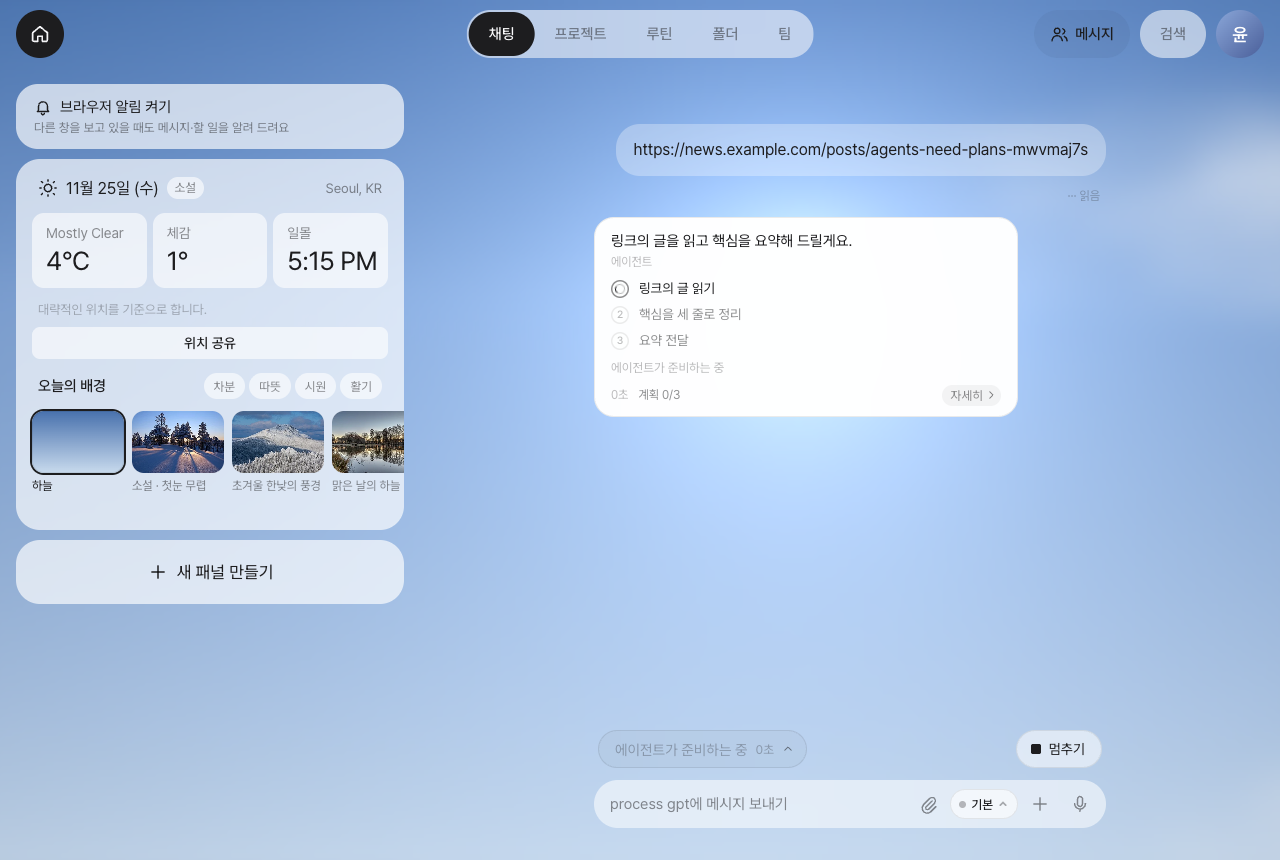 채팅
프로젝트
루틴
폴더
팀
메시지
검색
윤
브라우저 알림 켜기
다른 창을 보고 있을 때도 메시지·할 일을 알려 드려요
11월 25일 (수)
소설
Seoul, KR
Mostly Clear
4°C
체감
1°
일몰
5:15 PM
대략적인 위치를 기준으로 합니다.
위치 공유
오늘의 배경
차분
따뜻
시원
활기
하늘
소설 · 첫눈 무렵
초겨울 한낮의 풍경
맑은 날의 하늘
새 패널 만들기
https://news.example.com/posts/agents-need-plans-mwvmaj7s
··· 읽음
링크의 글을 읽고 핵심을 요약해 드릴게요.
에이전트
링크의 글 읽기
2 핵심을 세 줄로 정리
3 요약 전달
에이전트가 준비하는 중
0초 계획 0/3
자세히
에이전트가 준비하는 중 0초
멈추기
process gpt에 메시지 보내기
기본